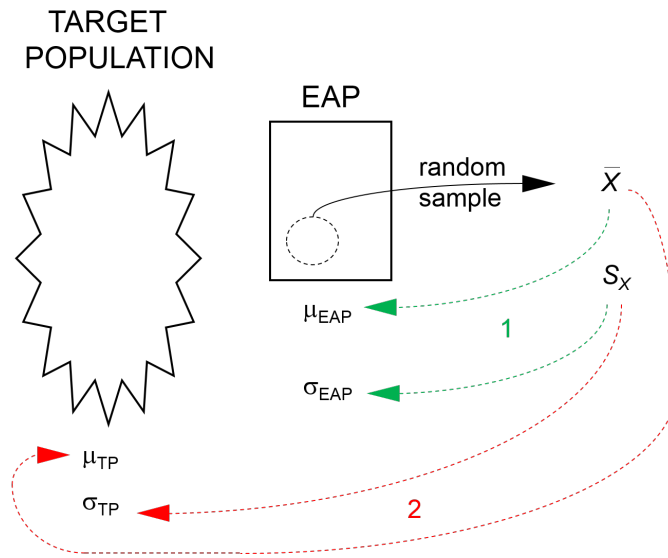 TARGET
POPULATION
EAP
random
sample
X̅
S_X
μ_EAP
1
σ_EAP
μ_TP
σ_TP
2